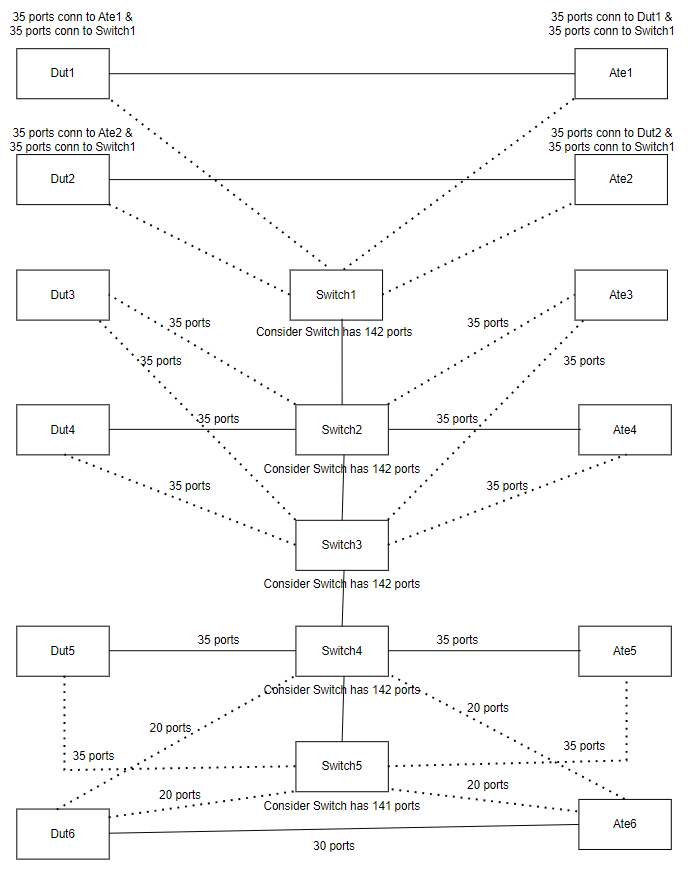 35 ports conn to Ate1 &
35 ports conn to Switch1
35 ports conn to Dut1 &
35 ports conn to Switch1
Dut1
Ate1
35 ports conn to Ate2 &
35 ports conn to Switch1
35 ports conn to Dut2 &
35 ports conn to Switch1
Dut2
Ate2
Dut3
Switch1
Ate3
35 ports
Consider Switch has 142 ports
35 ports
35 ports
35 ports
Dut4
35 ports
Switch2
35 ports
Ate4
Consider Switch has 142 ports
35 ports
35 ports
Switch3
Consider Switch has 142 ports
Dut5
35 ports
Switch4
35 ports
Ate5
Consider Switch has 142 ports
20 ports
20 ports
35 ports
Switch5
35 ports
20 ports
20 ports
Consider Switch has 141 ports
Dut6
Ate6
30 ports